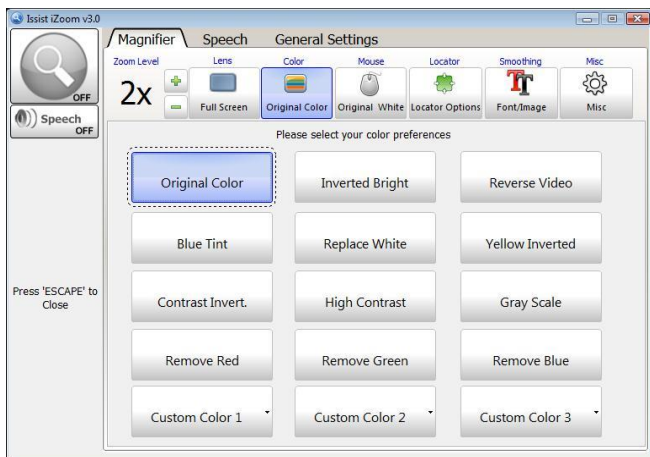 Issist iZoom v3.0
Magnifier Speech General Settings
Zoom Level Lens Color Mouse Locator Smoothing Misc
2x
Full Screen Original Color Original White Locator Options Font/Image Misc
OFF
Speech
OFF
Please select your color preferences
Original Color Inverted Bright Reverse Video
Blue Tint Replace White Yellow Inverted
Press 'ESCAPE' to
Close
Contrast Invert. High Contrast Gray Scale
Remove Red Remove Green Remove Blue
Custom Color 1 Custom Color 2 Custom Color 3